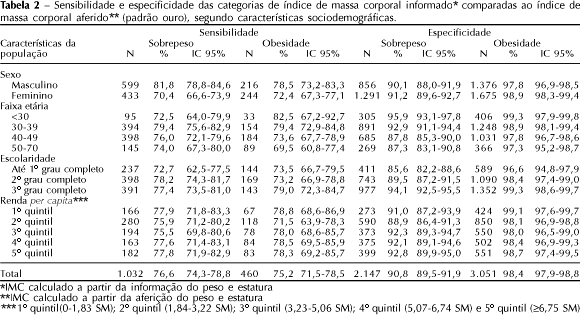 Tabela 2 – Sensibilidade e especificidade das categorias de índice de massa corporal informado* comparadas ao índice de
massa corporal aferido** (padrão ouro), segundo características sociodemográficas.
Sensibilidade Especificidade
Característica da Sobrepeso Obesidade Sobrepeso Obesidade
população N % IC 95% N % IC 95% N % IC 95% N % IC 95%
Sexo
Masculino 599 81,8 78,8-84,6 216 78,5 73,2-83,3 856 90,1 88,0-91,9 1.376 97,8 96,9-98,5
Feminino 433 70,4 66,6-73,9 244 72,4 67,3-77,1 1.291 91,2 89,6-92,7 1.675 98,9 98,3-99,4
Faixa etária
<30 95 72,5 64,0-79,9 33 82,5 67,2-92,7 305 95,9 93,1-97,8 406 99,3 97,9-99,8
30-39 394 79,4 75,6-82,9 154 79,4 72,9-84,8 891 92,9 91,1-94,4 1.248 98,9 98,1-99,4
40-49 398 76,0 72,1-79,6 184 73,6 67,7-78,9 685 87,8 85,3-90,0 1.031 97,8 96,7-98,6
50-70 145 74,0 67,3-80,0 89 69,5 60,8-77,4 269 87,3 83,1-90,8 366 97,3 95,2-98,7
Escolaridade
Até 1º grau completo 237 72,7 62,5-77,5 144 73,5 66,7-79,5 411 85,6 82,2-88,6 589 96,6 94,8-97,9
2º grau completo 398 78,2 74,3-81,7 169 73,2 66,9-78,8 743 89,5 87,2-91,5 1.090 98,4 97,4-99,0
3º grau completo 391 77,4 73,5-81,0 143 79,0 72,3-84,7 977 94,1 92,5-95,5 1.352 99,3 98,6-99,7
Renda per capita***
1º quintil 166 77,9 71,8-83,3 67 78,8 68,6-86,9 273 91,0 87,2-93,9 424 99,1 97,6-99,7
2º quintil 280 75,9 71,2-80,2 118 71,5 63,9-78,3 590 88,9 86,4-91,3 850 98,1 96,9-98,8
3º quintil 194 75,5 69,8-80,6 78 78,0 68,6-85,7 373 92,3 89,3-94,7 550 98,0 96,5-99,0
4º quintil 163 77,6 71,4-83,1 84 78,5 69,5-85,9 375 92,1 89,1-94,6 502 98,4 96,9-99,3
5º quintil 182 77,8 71,9-82,9 83 78,3 69,2-85,7 399 92,8 89,9-95,0 551 98,7 97,4-99,5
Total 1.032 76,6 74,3-78,8 460 75,2 71,5-78,5 2.147 90,8 89,5-91,9 3.051 98,4 97,9-98,8
*IMC calculado a partir da informação do peso e estatura
**IMC calculado a partir da aferição do peso e estatura
***1º quintil(0-1,83 SM); 2º quintil (1,84-3,22 SM); 3º quintil (3,23-5,06 SM); 4º quintil (5,07-6,74 SM) e 5º quintil (≥6,75 SM)